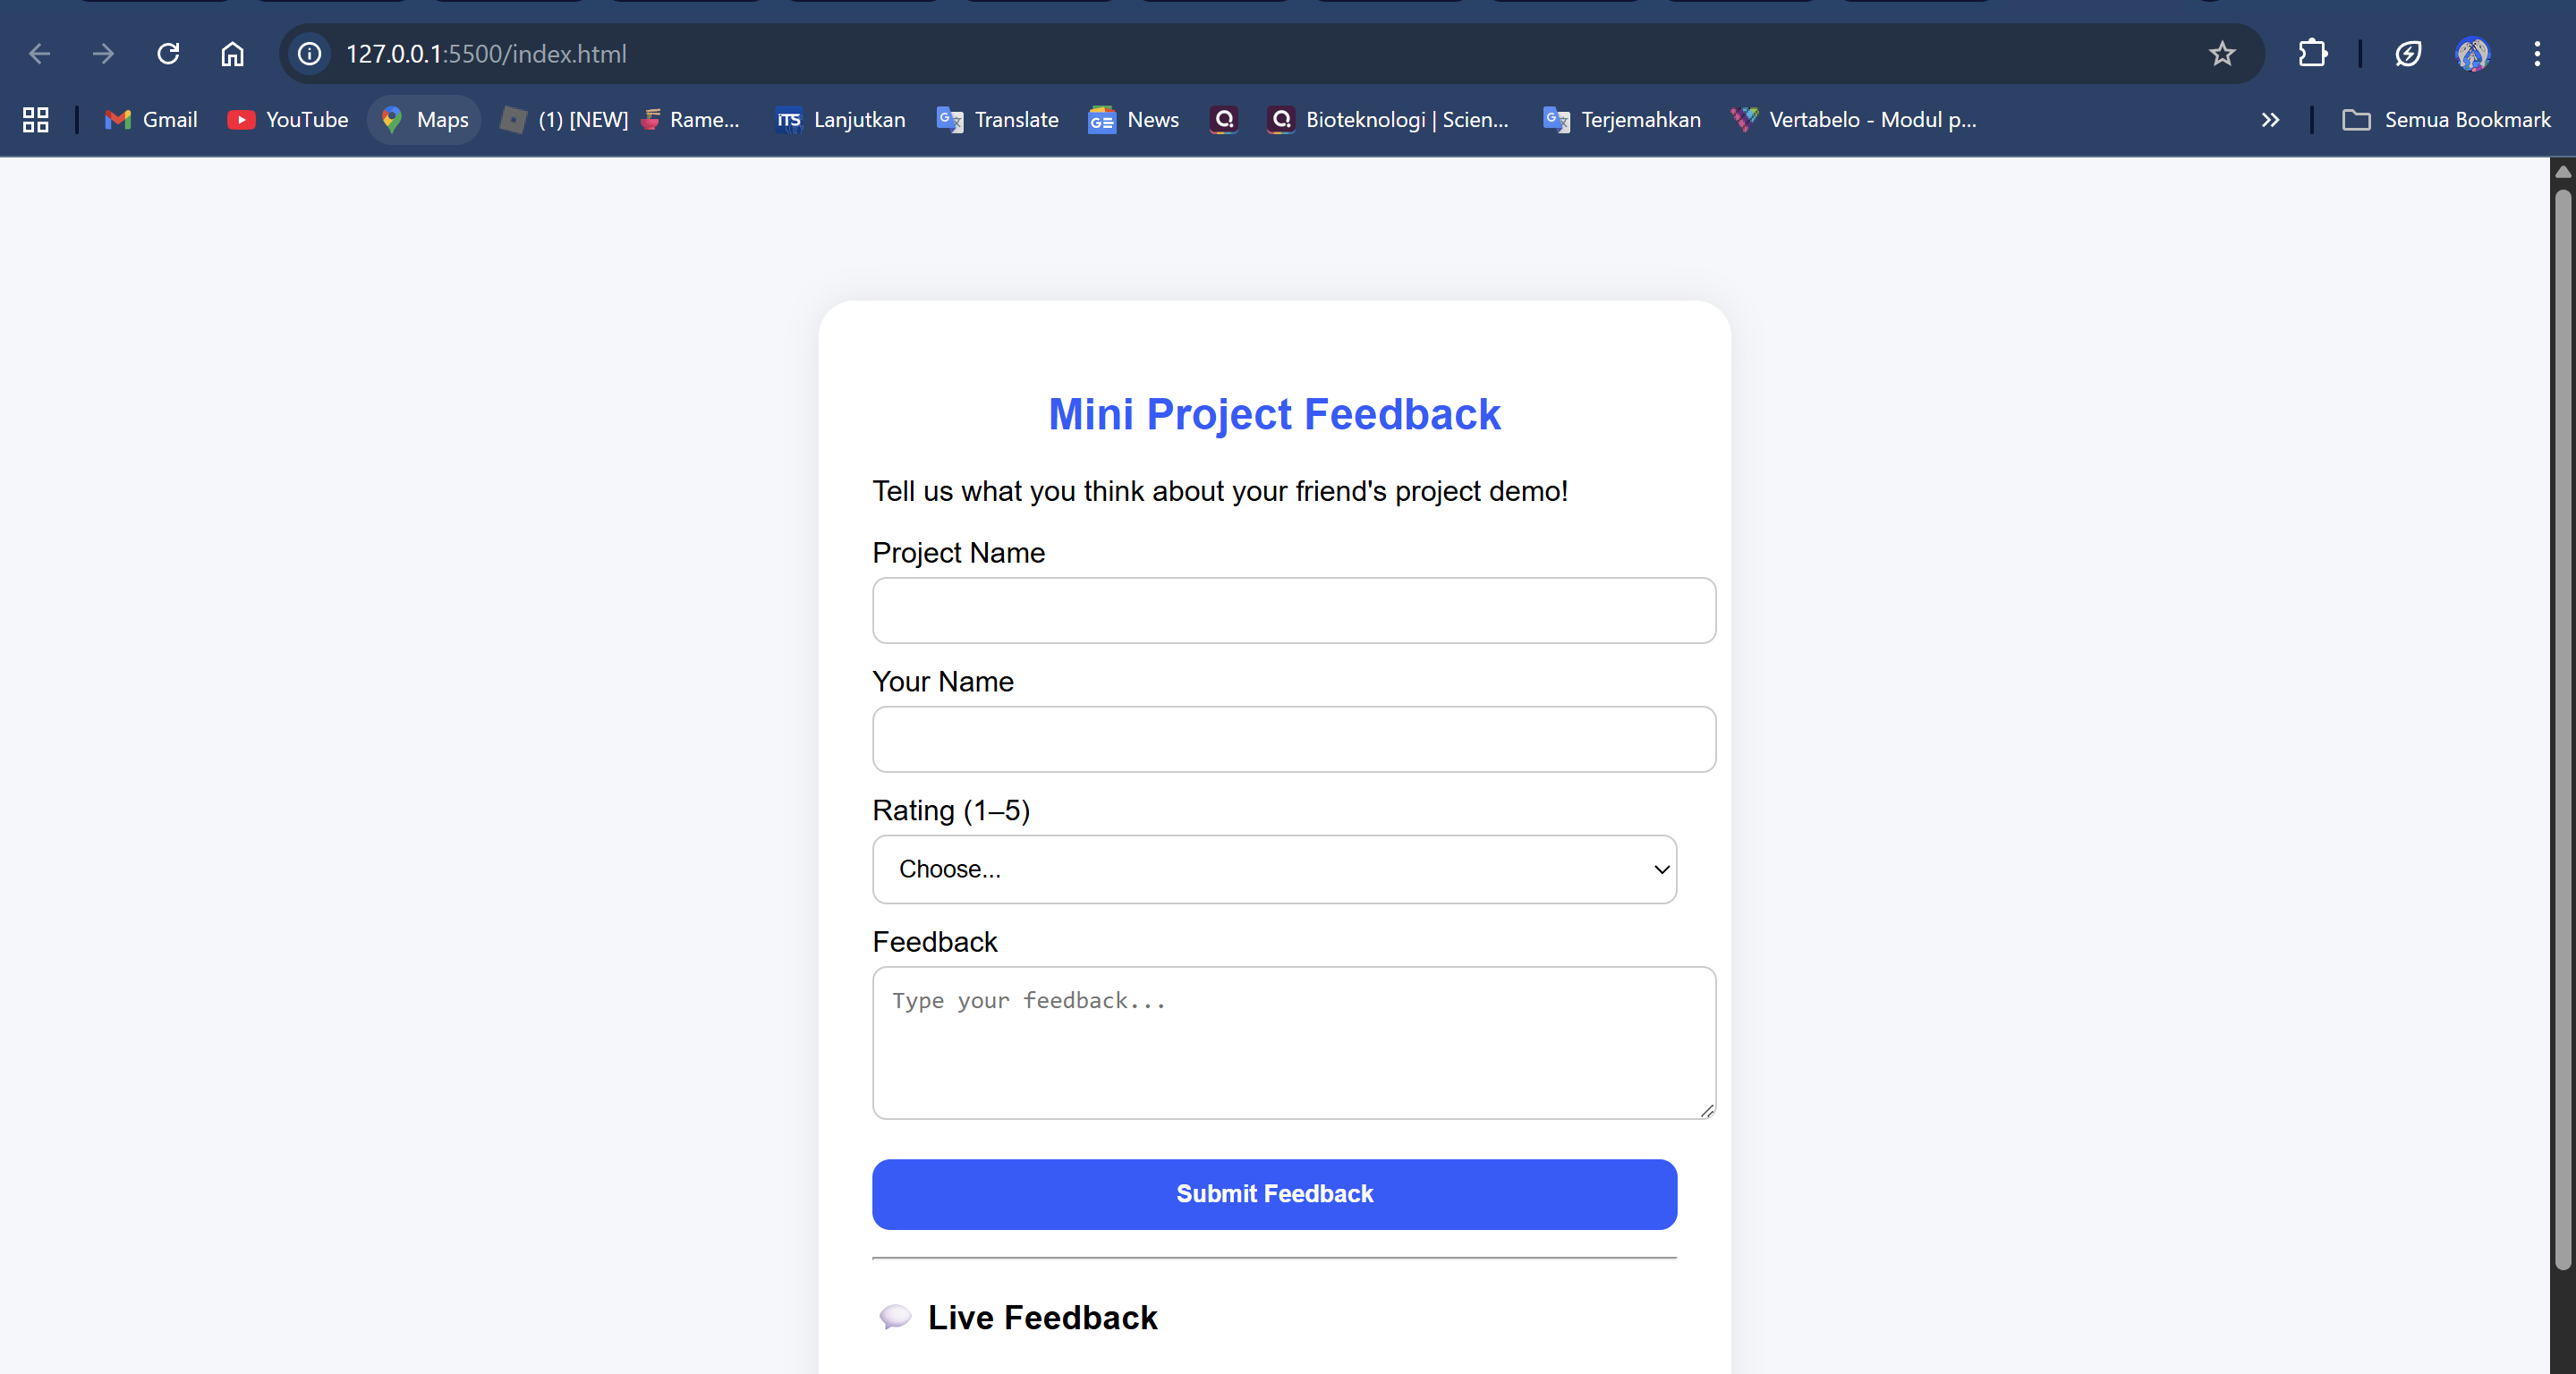 127.0.0.1:5500/index.html
Gmail YouTube Maps (1) [NEW] 🍜 Rame... iTS Lanjutkan Translate News Bioteknologi | Scien... Terjemahkan Vertabelo - Modul p... Semua Bookmark
Mini Project Feedback
Tell us what you think about your friend's project demo!
Project Name
Your Name
Rating (1–5)
Choose...
Feedback
Type your feedback...
Submit Feedback
💬 Live Feedback